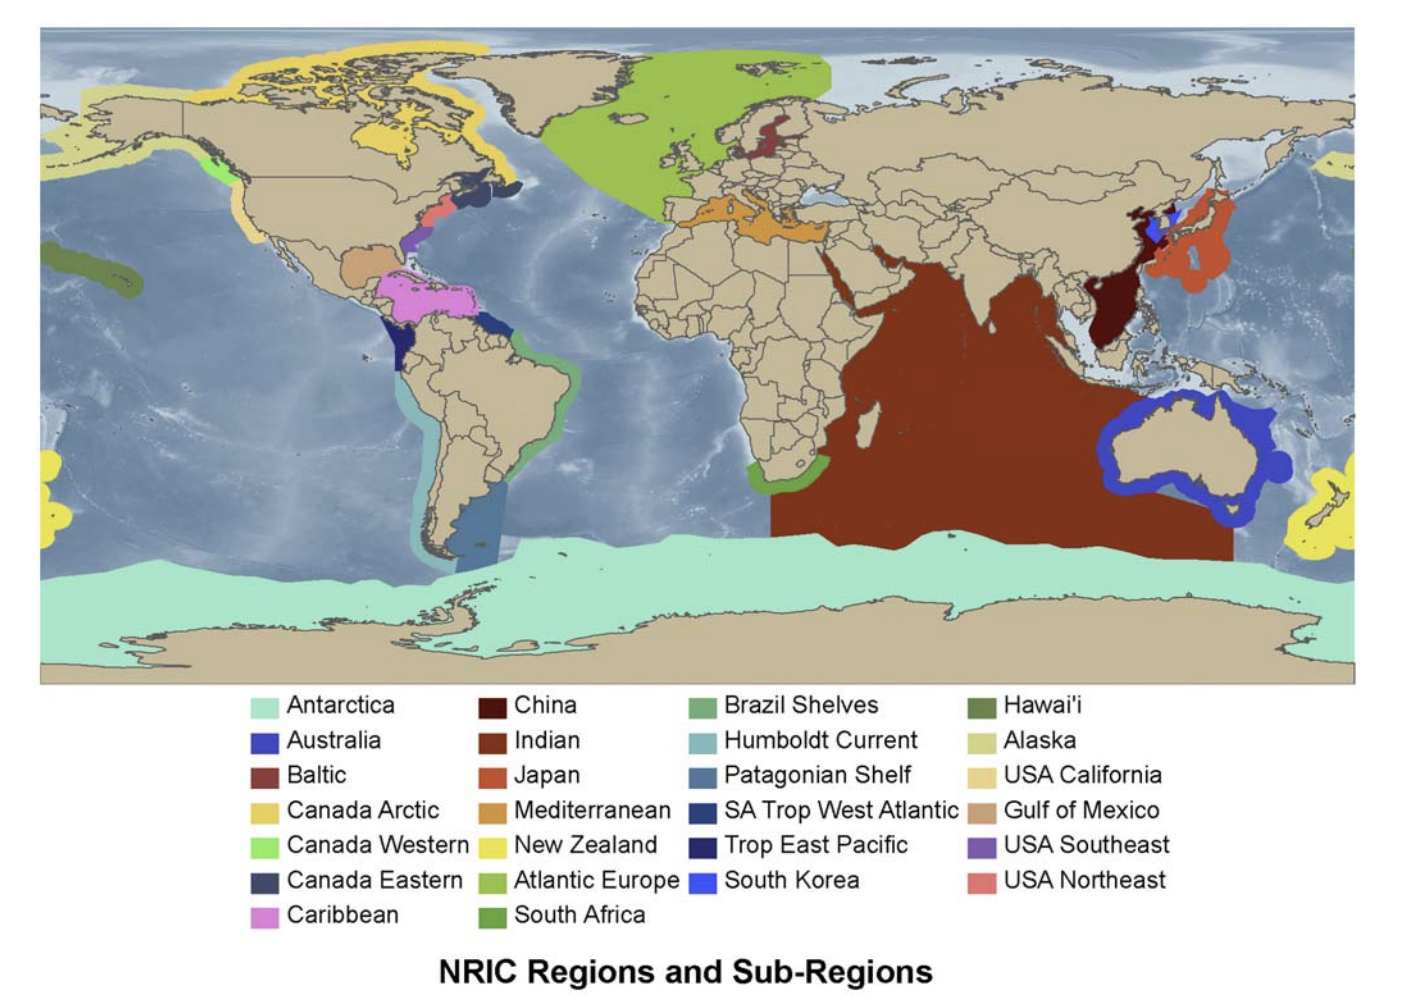 Antarctica
Australia
Baltic
Canada Arctic
Canada Western
Canada Eastern
Caribbean
China
Indian
Japan
Mediterranean
New Zealand
Atlantic Europe
South Africa
Brazil Shelves
Humboldt Current
Patagonian Shelf
SA Trop West Atlantic
Trop East Pacific
South Korea
Hawai'i
Alaska
USA California
Gulf of Mexico
USA Southeast
USA Northeast
NRIC Regions and Sub-Regions